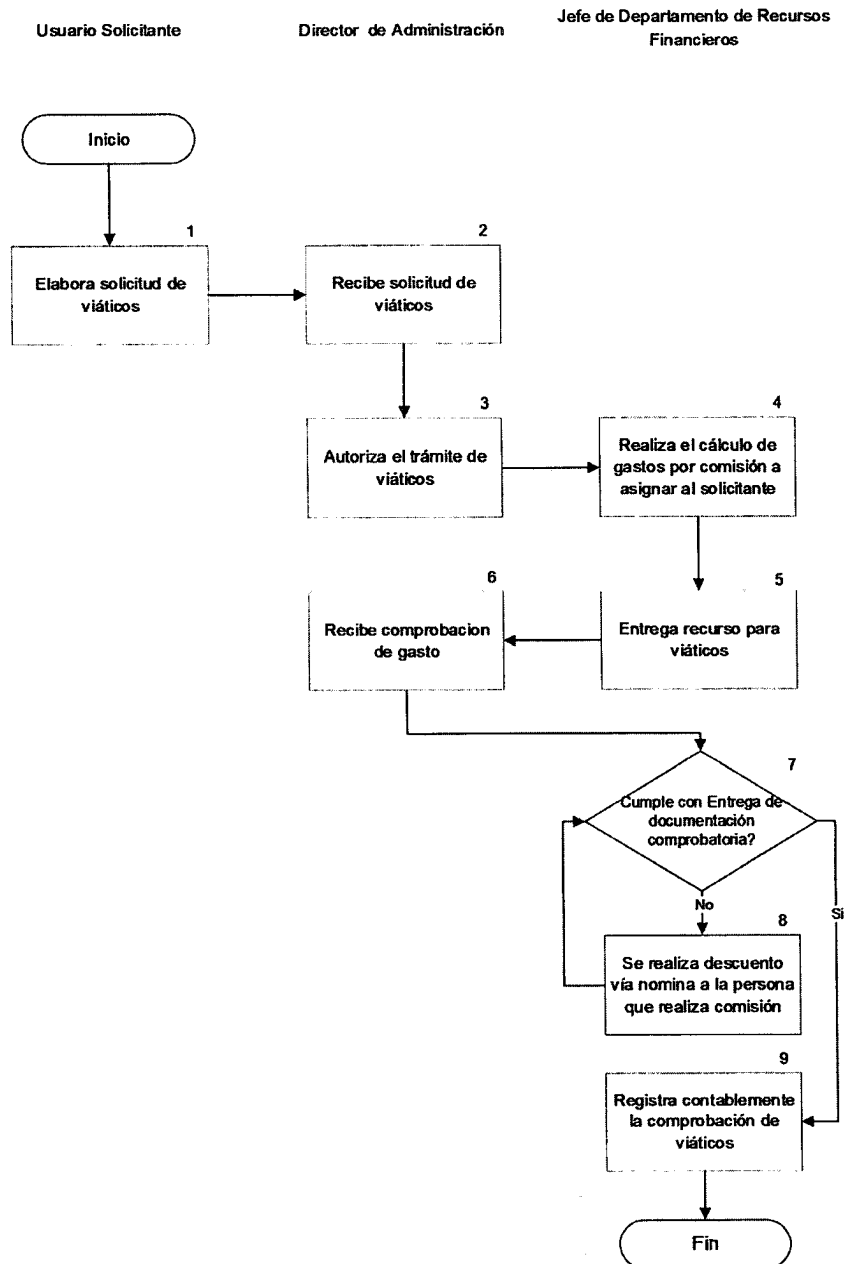 Usuario Solicitante
Director de Administración
Jefe de Departamento de Recursos
Financieros
Inicio
1
Elabora solicitud de
viáticos
2
Recibe solicitud de
viáticos
3
Autoriza el trámite de
viáticos
4
Realiza el cálculo de
gastos por comisión a
asignar al solicitante
5
Entrega recurso para
viáticos
6
Recibe comprobacion
de gasto
7
Cumple con Entrega de
documentación
comprobatoria?
No
Si
8
Se realiza descuento
vía nomina a la persona
que realiza comisión
9
Registra contablemente
la comprobación de
viáticos
Fin